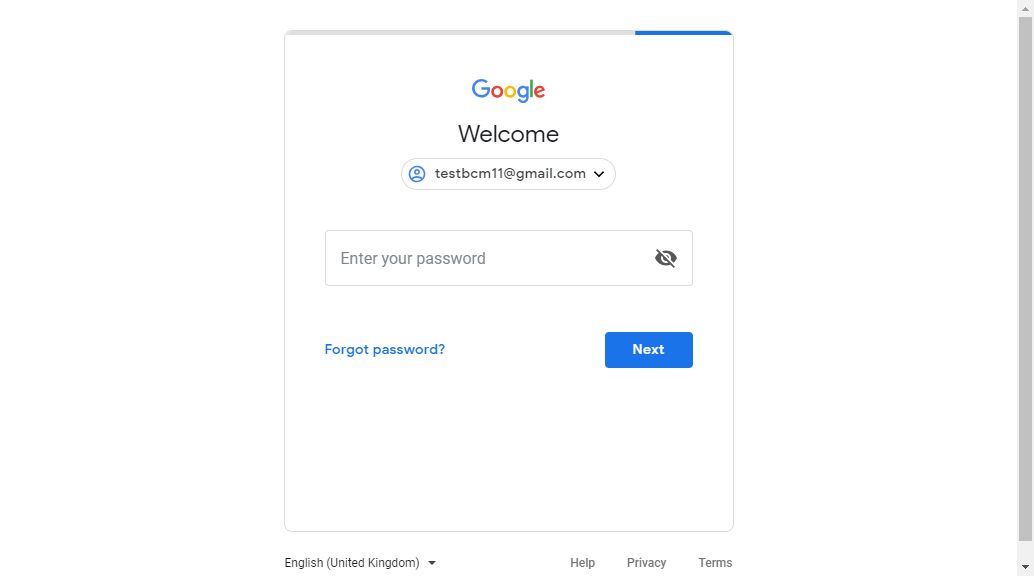 Google
Welcome
testbcm11@gmail.com
Enter your password
Forgot password?
Next
English (United Kingdom)
Help
Privacy
Terms